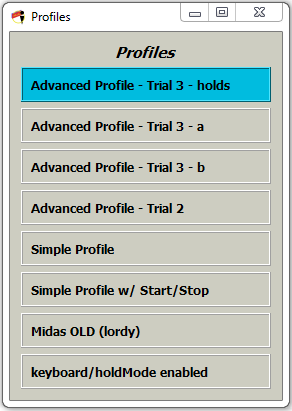 Profiles
Profiles
Advanced Profile - Trial 3 - holds
Advanced Profile - Trial 3 - a
Advanced Profile - Trial 3 - b
Advanced Profile - Trial 2
Simple Profile
Simple Profile w/ Start/Stop
Midas OLD (lordy)
keyboard/holdMode enabled